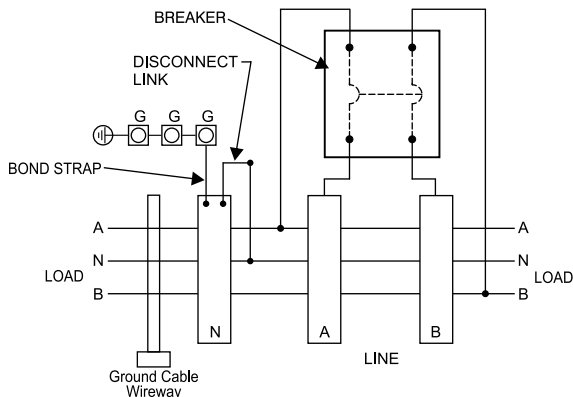 BREAKER
DISCONNECT
LINK
G G G
BOND STRAP
A A
N N
LOAD LOAD
B B
N A B
LINE
Ground Cable
Wireway